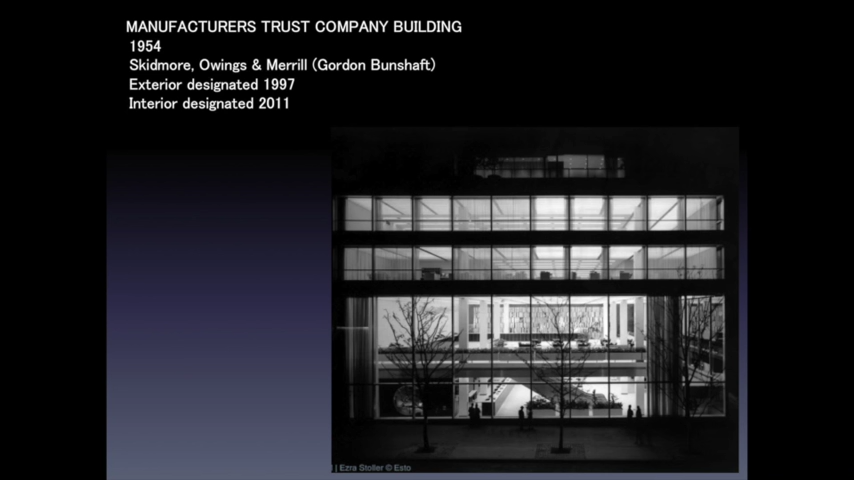 MANUFACTURERS TRUST COMPANY BUILDING
1954
Skidmore, Owings & Merrill (Gordon Bunshaft)
Exterior designated 1997
Interior designated 2011
| Ezra Stoller © Esto